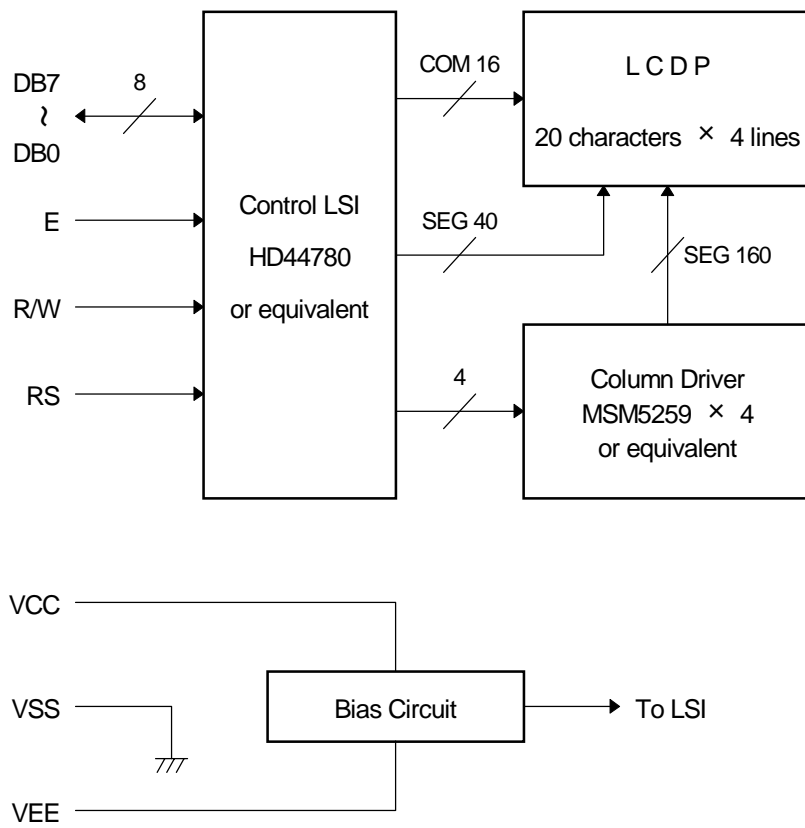 DB7
~
DB0
8
E
R/W
RS
Control LSI
HD44780
or equivalent
COM 16
SEG 40
4
L C D P
20 characters × 4 lines
SEG 160
Column Driver
MSM5259 × 4
or equivalent
VCC
VSS
VEE
Bias Circuit
To LSI